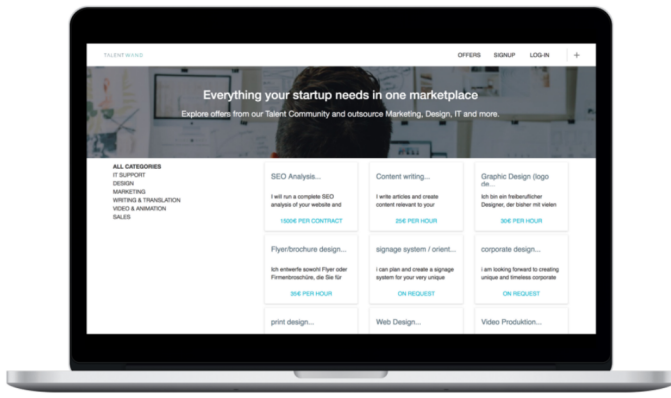 TALENTWAND
OFFERS SIGNUP LOG-IN +
Everything your startup needs in one marketplace
Explore offers from our Talent Community and outsource Marketing, Design, IT and more.
ALL CATEGORIES
IT SUPPORT
DESIGN
MARKETING
WRITING & TRANSLATION
VIDEO & ANIMATION
SALES
SEO Analysis...
I will run a complete SEO
analysis of your website and
1500€ PER CONTRACT
Content writing...
I write articles and create
content relevant to your
20€ PER HOUR
Graphic Design (logo
de...
Ich bin ein freiberuflicher
Designer, der bisher mit vielen
30€ PER HOUR
Flyer/brochure design...
Ich entwerfe sowohl Flyer oder
Firmenbroschüre, die Sie für
35€ PER HOUR
signage system / orient...
i can plan and create a signage
system for your very unique
ON REQUEST
corporate design...
i am looking forward to creating
unique and timeless corporate
ON REQUEST
print design...
Web Design...
Video Produktion...